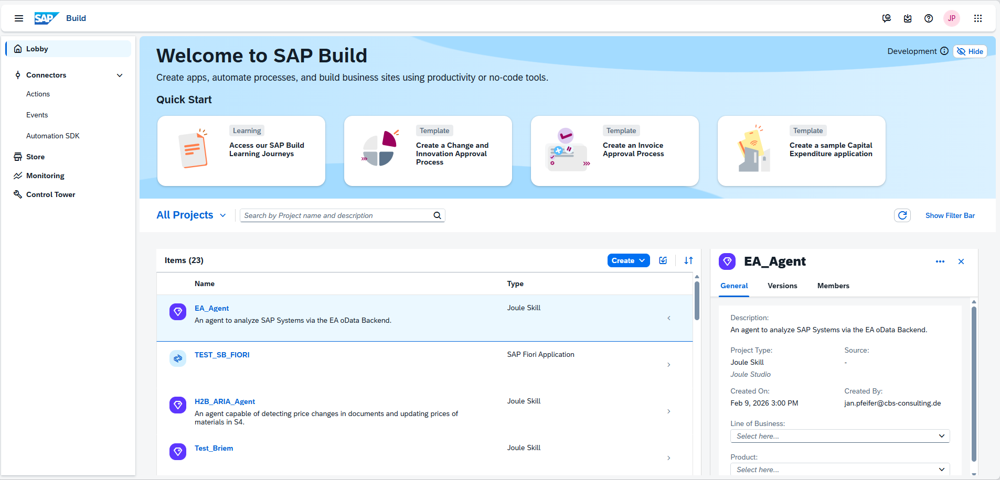 SAP Build
JP
Lobby
Connectors
Actions
Events
Automation SDK
Store
Monitoring
Control Tower
Welcome to SAP Build
Development
Hide
Create apps, automate processes, and build business sites using productivity or no-code tools.
Quick Start
Learning
Access our SAP Build
Learning Journeys
Template
Create a Change and
Innovation Approval
Process
Template
Create an Invoice
Approval Process
Template
Create a sample Capital
Expenditure application
All Projects
Search by Project name and description
Show Filter Bar
Items (23)
Create
Name Type
EA_Agent Joule Skill
An agent to analyze SAP Systems via the EA oData Backend.
TEST_SB_FIORI SAP Fiori Application
H2B_ARIA_Agent Joule Skill
An agent capable of detecting price changes in documents and updating prices of
materials in S4.
Test_Briem Joule Skill
EA_Agent
General Versions Members
Description:
An agent to analyze SAP Systems via the EA oData Backend.
Project Type: Source:
Joule Skill -
Joule Studio
Created On: Created By:
Feb 9, 2026 3:00 PM jan.pfeifer@cbs-consulting.de
Line of Business:
Select here...
Product:
Select here...